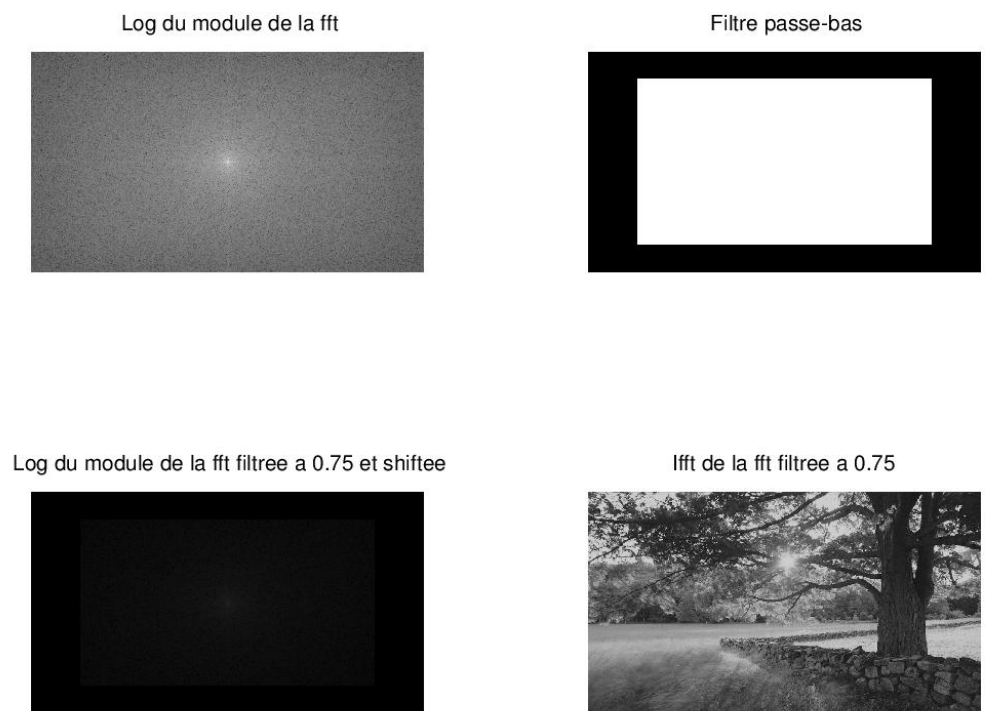 Log du module de la fft
Filtre passe-bas
Log du module de la fft filtree a 0.75 et shiftee
Ifft de la fft filtree a 0.75